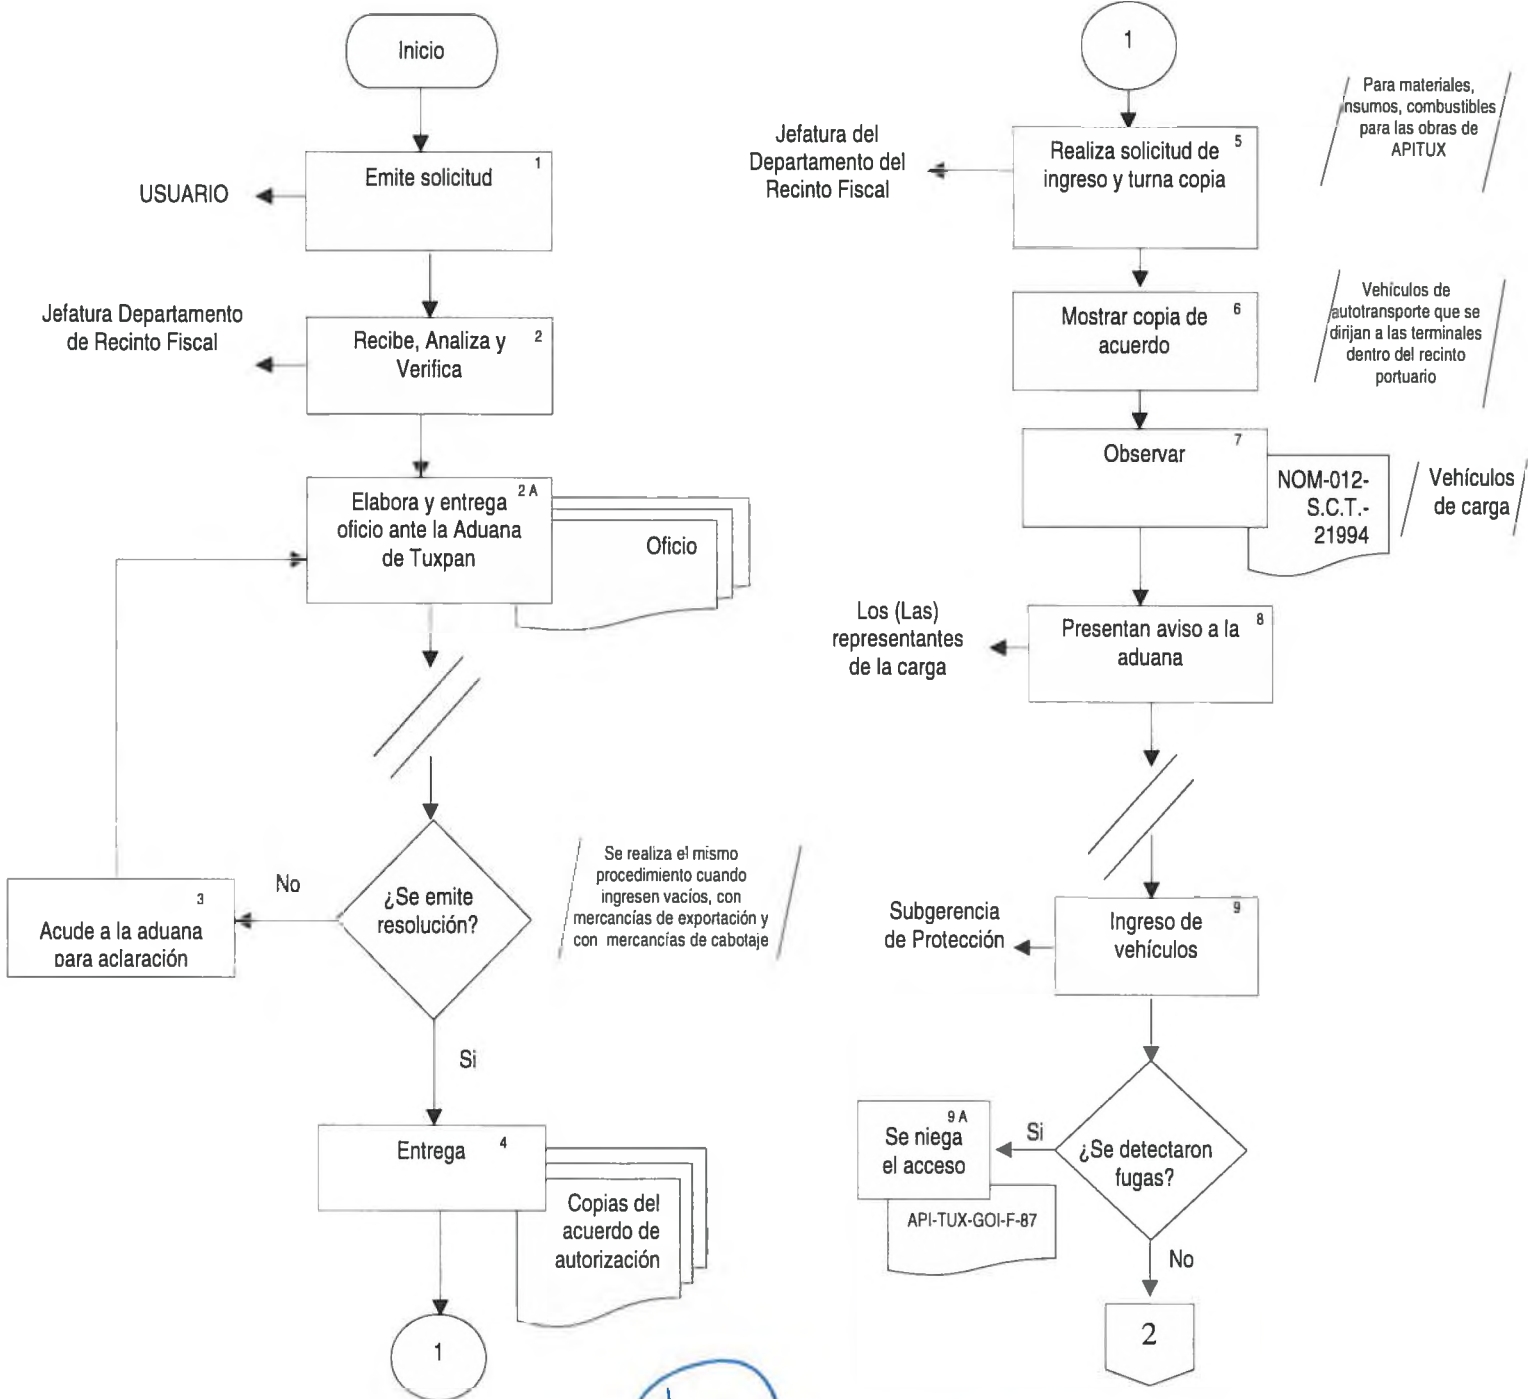 Inicio
1
Emite solicitud
USUARIO
Jefatura Departamento
de Recinto Fiscal
2
Recibe, Analiza y
Verifica
2 A
Elabora y entrega
oficio ante la Aduana
de Tuxpan
Oficio
¿Se emite
resolución?
No
3
Acude a la aduana
para aclaración
Se realiza el mismo
procedimiento cuando
ingresen vacíos, con
mercancías de exportación y
con mercancías de cabotaje
Si
4
Entrega
Copias del
acuerdo de
autorización
1
1
Jefatura del
Departamento del
Recinto Fiscal
5
Realiza solicitud de
ingreso y turna copia
Para materiales,
insumos, combustibles
para las obras de
APITUX
6
Mostrar copia de
acuerdo
Vehículos de
autotransporte que se
dirijan a las terminales
dentro del recinto
portuario
7
Observar
NOM-012-
S.C.T.-
21994
Vehículos
de carga
Los (Las)
representantes
de la carga
8
Presentan aviso a la
aduana
Subgerencia
de Protección
9
Ingreso de
vehículos
¿Se detectaron
fugas?
Si
9 A
Se niega
el acceso
API-TUX-GOI-F-87
No
2